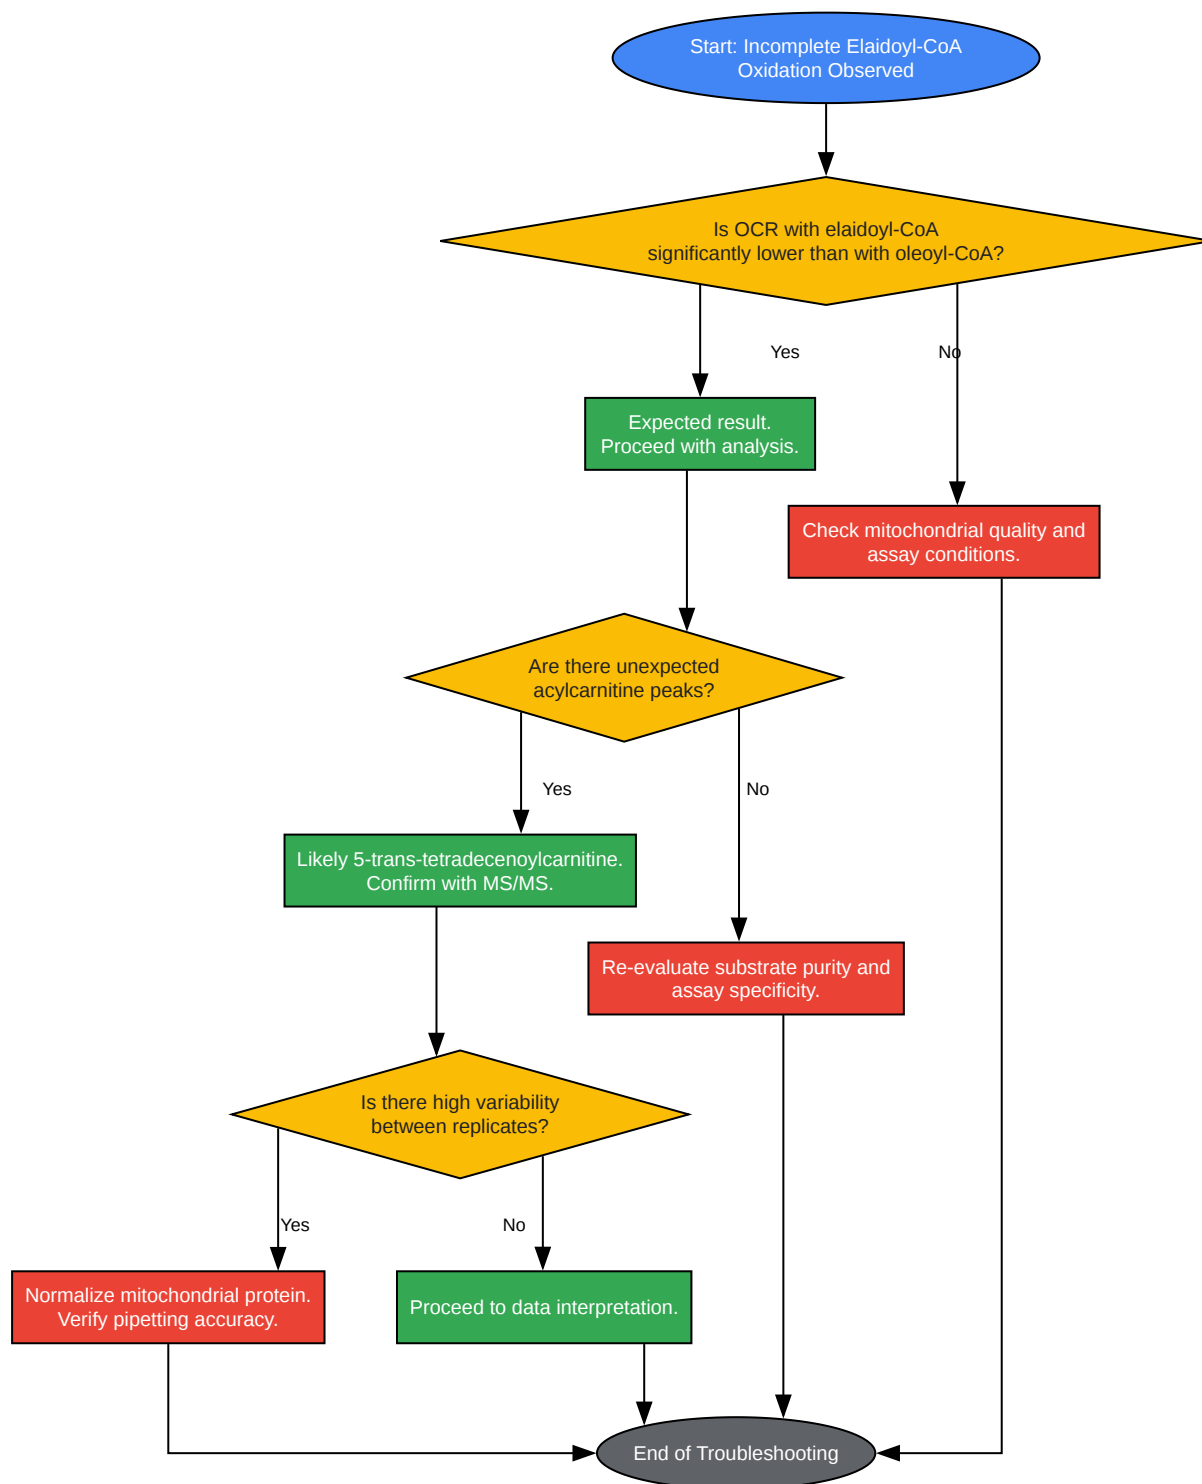 Start: Incomplete Elaidoyl-CoA
Oxidation Observed
Is OCR with elaidoyl-CoA
significantly lower than with oleoyl-CoA?
Yes
No
Expected result.
Proceed with analysis.
Check mitochondrial quality and
assay conditions.
Are there unexpected
acylcarnitine peaks?
Yes
No
Likely 5-trans-tetradecenoylcarnitine.
Confirm with MS/MS.
Re-evaluate substrate purity and
assay specificity.
Is there high variability
between replicates?
Yes
No
Normalize mitochondrial protein.
Verify pipetting accuracy.
Proceed to data interpretation.
End of Troubleshooting